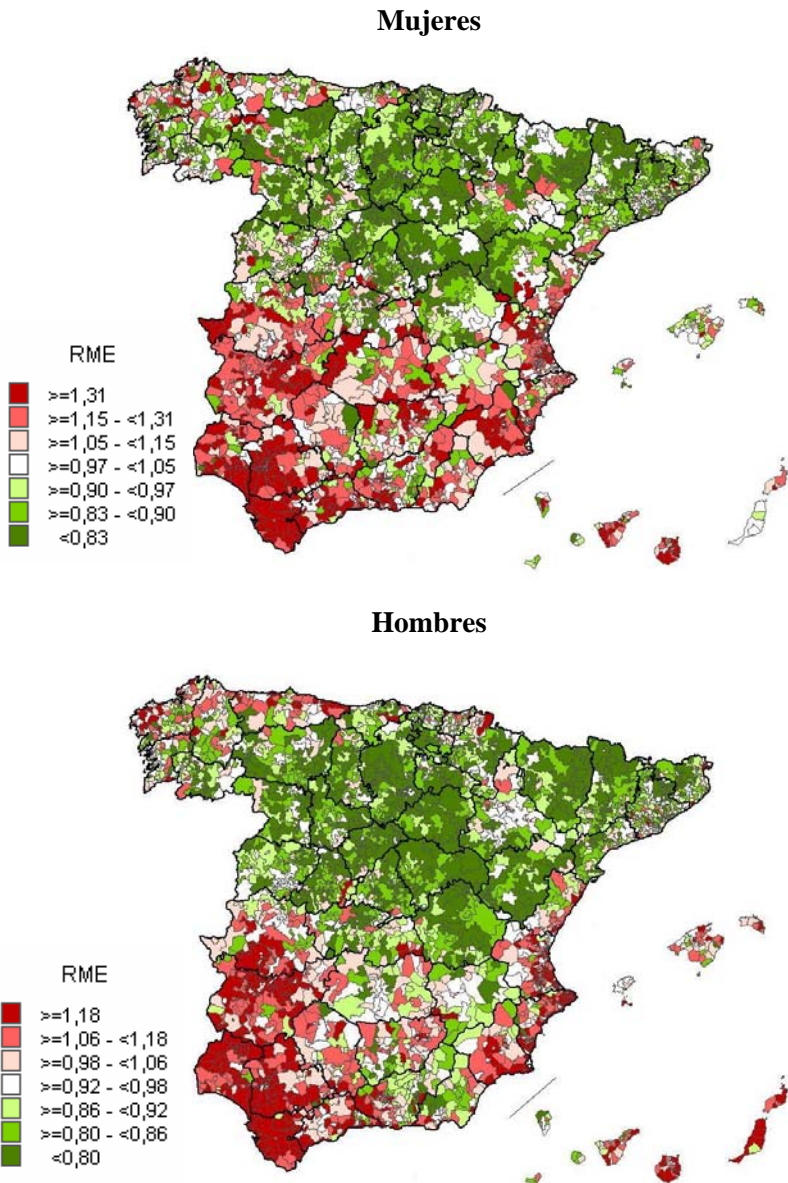 Mujeres
RME
>=1,31
>=1,15 - <1,31
>=1,05 - <1,15
>=0,97 - <1,05
>=0,90 - <0,97
>=0,83 - <0,90
<0,83
Hombres
RME
>=1,18
>=1,06 - <1,18
>=0,98 - <1,06
>=0,92 - <0,98
>=0,86 - <0,92
>=0,80 - <0,86
<0,80